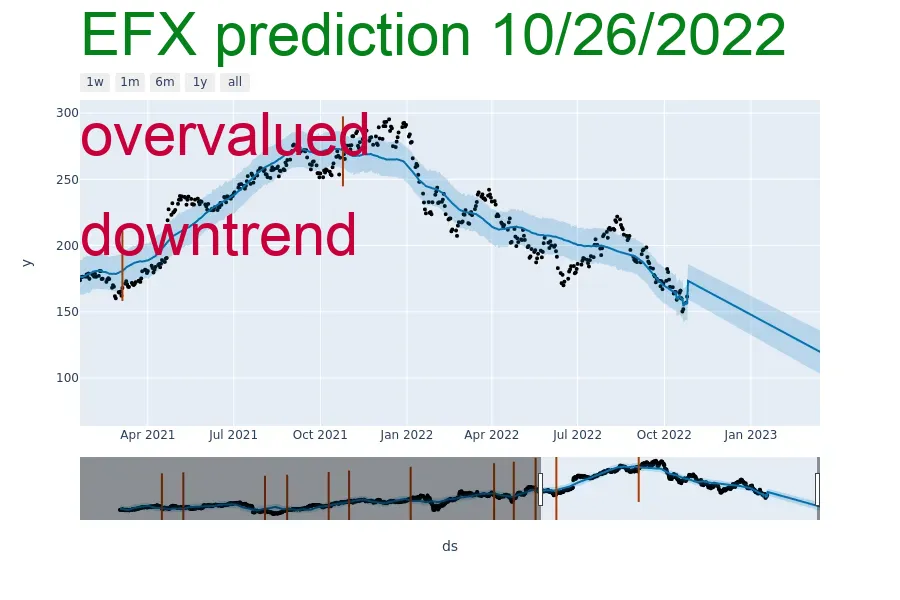 EFX prediction 10/26/2022
1w 1m 6m 1y all
300
overvalued
250
downtrend
200
y
150
100
Apr 2021 Jul 2021 Oct 2021 Jan 2022 Apr 2022 Jul 2022 Oct 2022 Jan 2023
ds